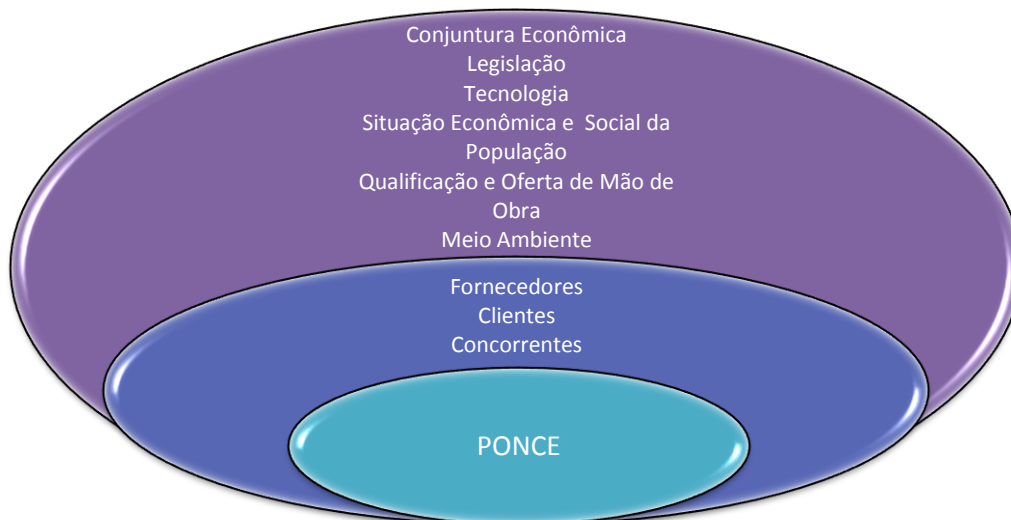 Conjuntura Econômica
Legislação
Tecnologia
Situação Econômica e Social da
População
Qualificação e Oferta de Mão de
Obra
Meio Ambiente
Fornecedores
Clientes
Concorrentes
PONCE